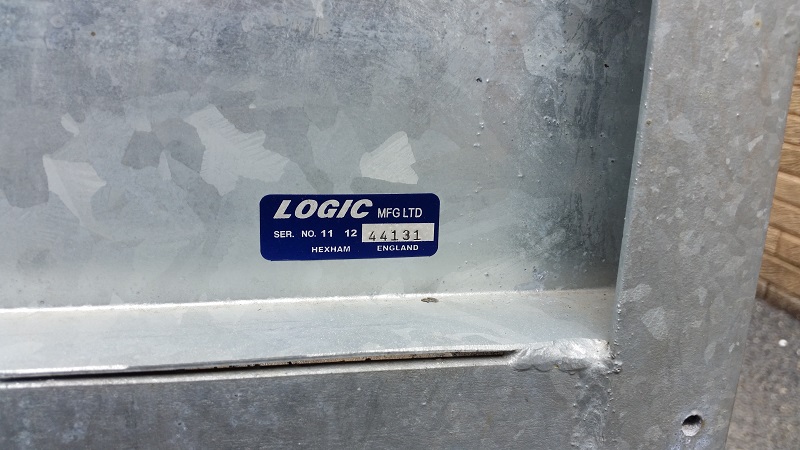 LOGIC MFG LTD
SER. NO. 11 12 44131
HEXHAM ENGLAND